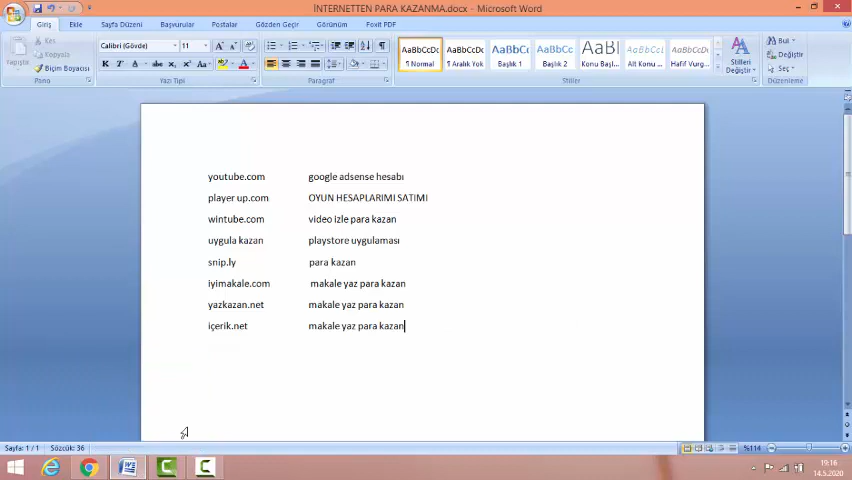 İNTERNETTEN PARA KAZANMA.docx - Microsoft Word
Giriş Ekle Sayfa Düzeni Başvurular Postalar Gözden Geçir Görünüm Foxit PDF
Yapıştır
Kopyala
Biçim Boyacısı
Pano
Calibri (Gövde) 11
Yazı Tipi
Paragraf
AaBbCcDc AaBbCcDc AaBbCc AaBbCc AaBl AaBbCcL AaBbCcDc
¶ Normal ¶ Aralık Yok Başlık 1 Başlık 2 Konu Başl... Alt Konu ... Hafif Vurg...
Stiller
Stilleri Değiştir
Bul
Değiştir
Seç
Düzenleme
youtube.com google adsense hesabı
player up.com OYUN HESAPLARIMI SATIMI
wintube.com video izle para kazan
uygula kazan playstore uygulaması
snip.ly para kazan
iyimakale.com makale yaz para kazan
yazkazan.net makale yaz para kazan
içerik.net makale yaz para kazan
Sayfa: 1 / 1 Sözcük: 36 %114
19:16
14.5.2020